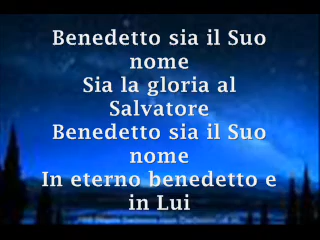 Benedetto sia il Suo
nome
Sia la gloria al
Salvatore
Benedetto sia il Suo
nome
In eterno benedetto e
in Lui